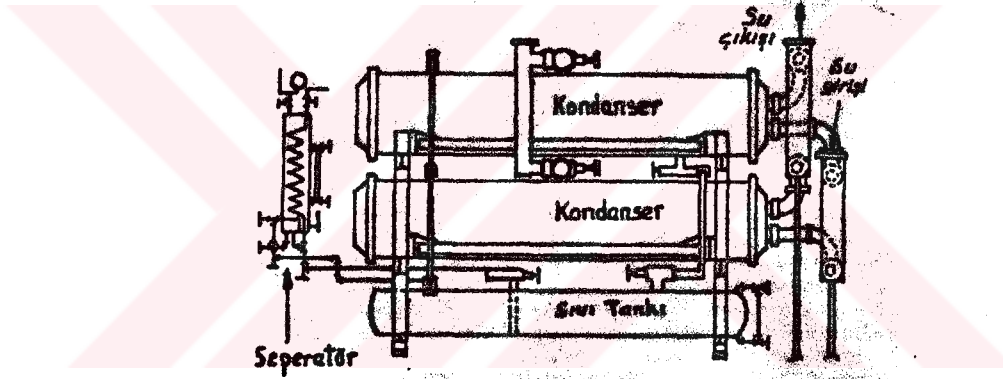 Su
çıkışı
Su
girişi
Kondanser
Kondanser
Sıvı Tankı
Seperatör